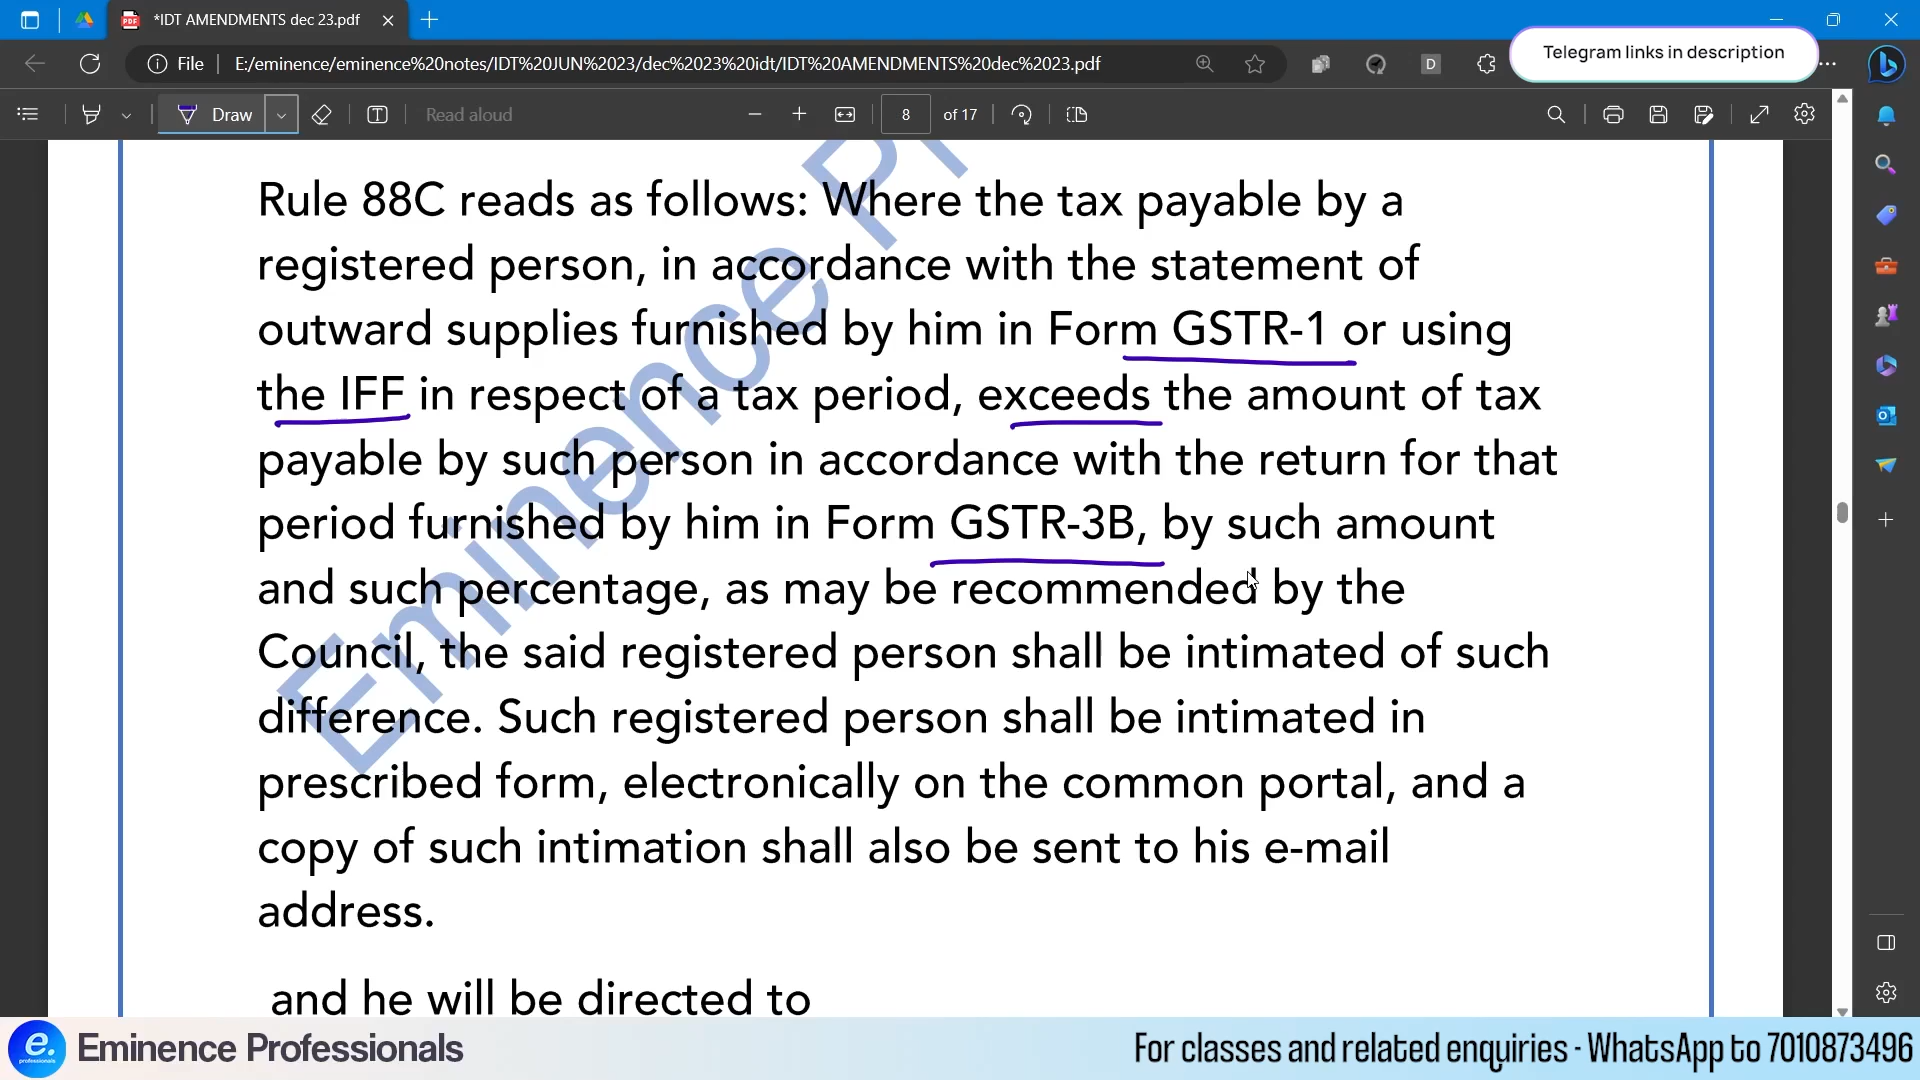 *IDT AMENDMENTS dec 23.pdf
File
E:/eminence/eminence%20notes/IDT%20JUN%2023/dec%2023%20idt/IDT%20AMENDMENTS%20dec%2023.pdf
Telegram links in description
Draw
Read aloud
8 of 17
Rule 88C reads as follows: Where the tax payable by a
registered person, in accordance with the statement of
outward supplies furnished by him in Form GSTR-1 or using
the IFF in respect of a tax period, exceeds the amount of tax
payable by such person in accordance with the return for that
period furnished by him in Form GSTR-3B, by such amount
and such percentage, as may be recommended by the
Council, the said registered person shall be intimated of such
difference. Such registered person shall be intimated in
prescribed form, electronically on the common portal, and a
copy of such intimation shall also be sent to his e-mail
address.
and he will be directed to
Eminence Pr
e.
professionals
Eminence Professionals
For classes and related enquiries - WhatsApp to 7010873496